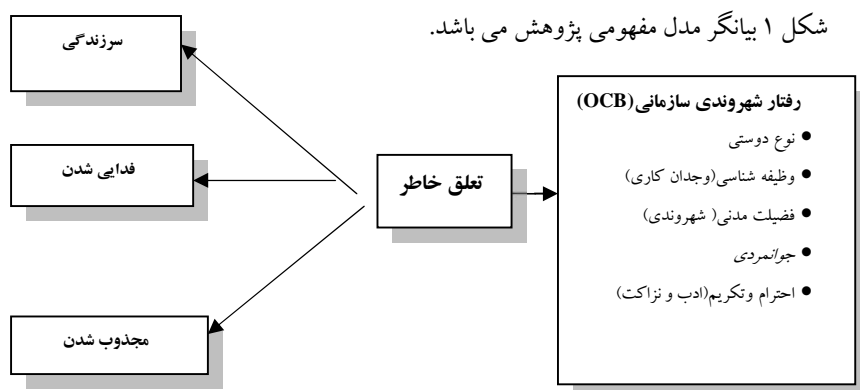 شکل ۱ بیانگر مدل مفهومی پژوهش می باشد.
رفتار شهروندی سازمانی(OCB)
● نوع دوستی
● وظیفه شناسی(وجدان کاری)
● فضیلت مدنی( شهروندی)
● جوانمردی
● احترام وتکریم(ادب و نزاکت)
تعلق خاطر
سرزندگی
فدایی شدن
مجذوب شدن